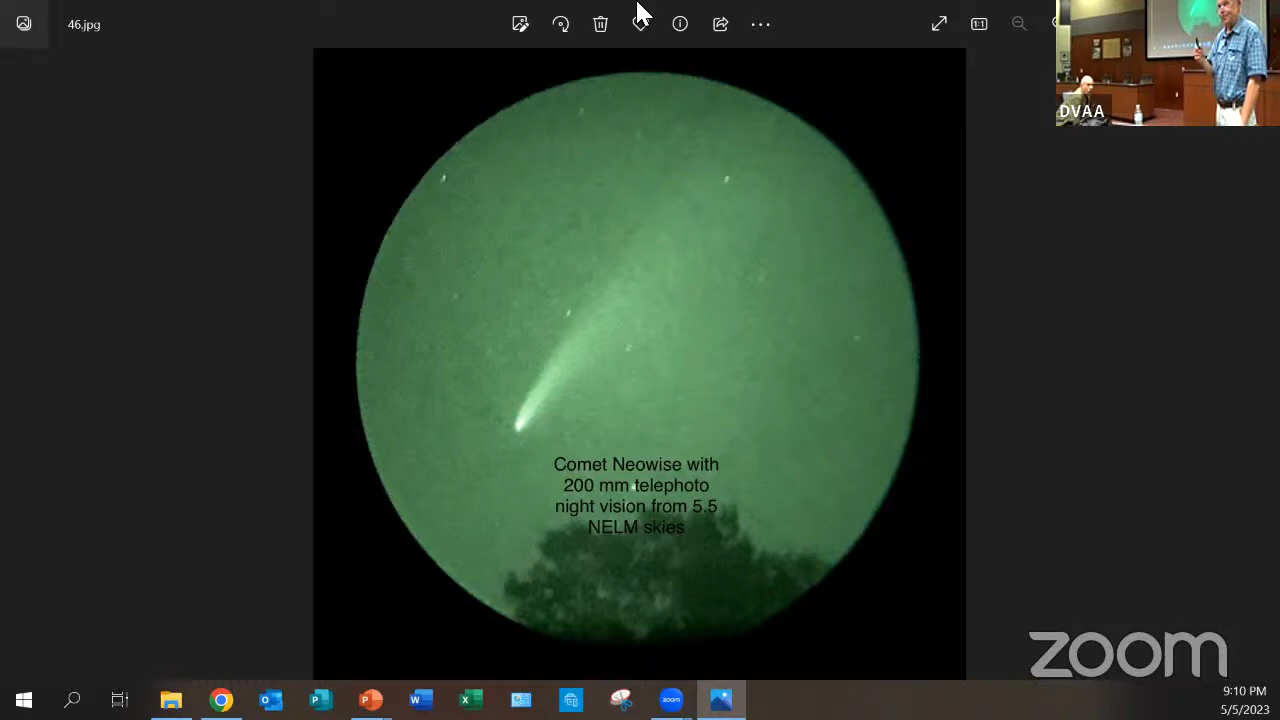 46.jpg
DVAA
Comet Neowise with
200 mm telephoto
night vision from 5.5
NELM skies
zoom
zoom
9:10 PM
5/5/2023